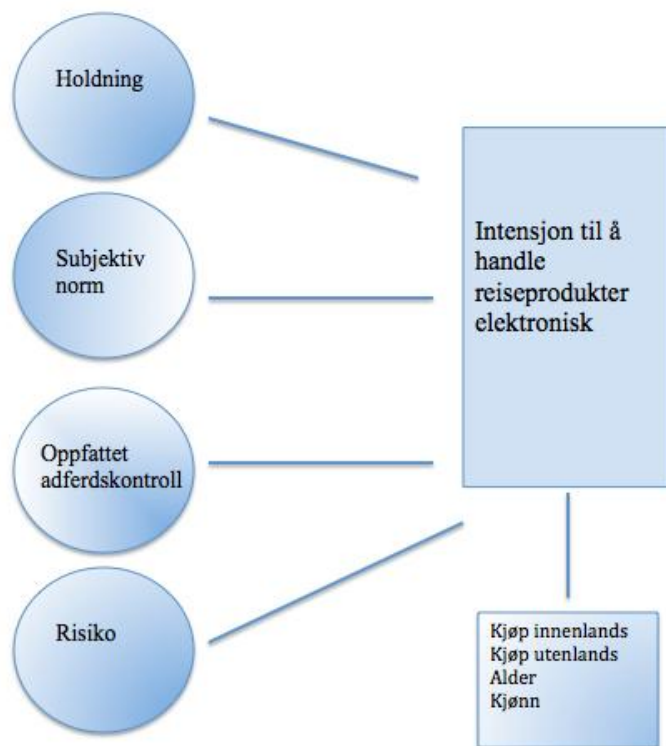 Holdning
Subjektiv
norm
Oppfattet
adferdskontroll
Risiko
Intensjon til å
handle
reiseprodukter
elektronisk
Kjøp innenlands
Kjøp utenlands
Alder
Kjønn